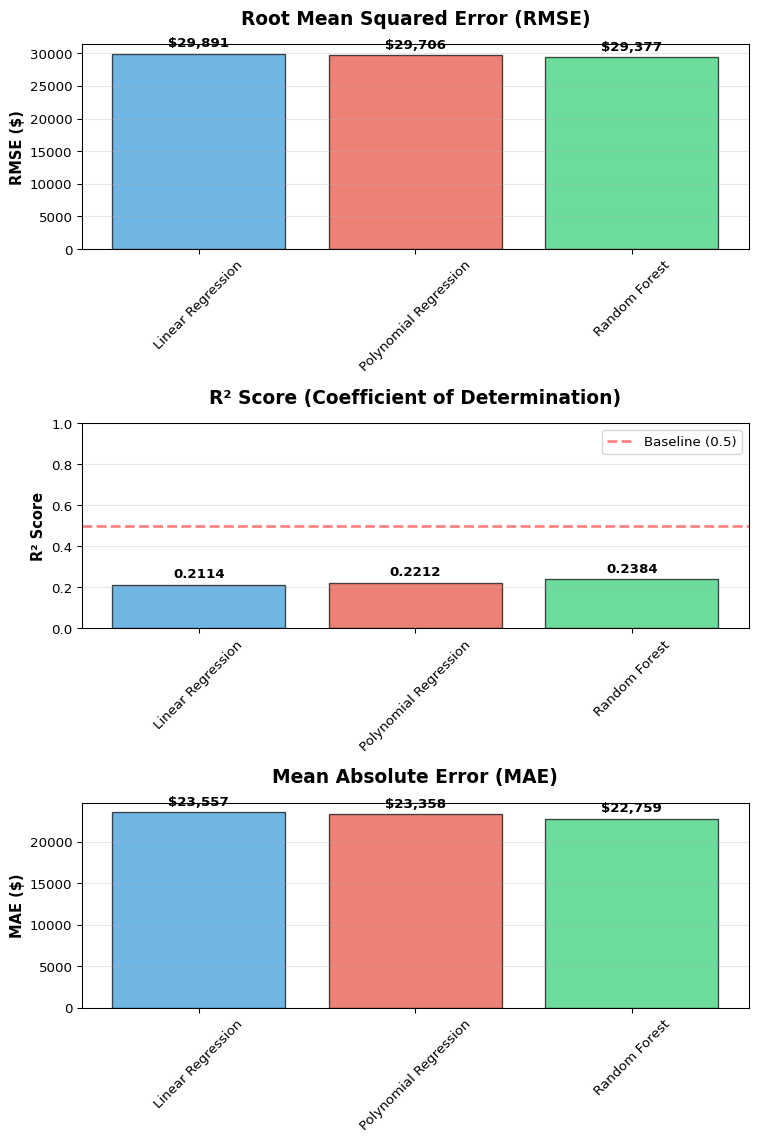 Root Mean Squared Error (RMSE)
$29,891
$29,706
$29,377
30000
25000
20000
15000
10000
5000
0
RMSE ($)
Linear Regression
Polynomial Regression
Random Forest
R² Score (Coefficient of Determination)
1.0
0.8
0.6
0.4
0.2
0.0
R² Score
Baseline (0.5)
0.2114
0.2212
0.2384
Linear Regression
Polynomial Regression
Random Forest
Mean Absolute Error (MAE)
$23,557
$23,358
$22,759
20000
15000
10000
5000
0
MAE ($)
Linear Regression
Polynomial Regression
Random Forest